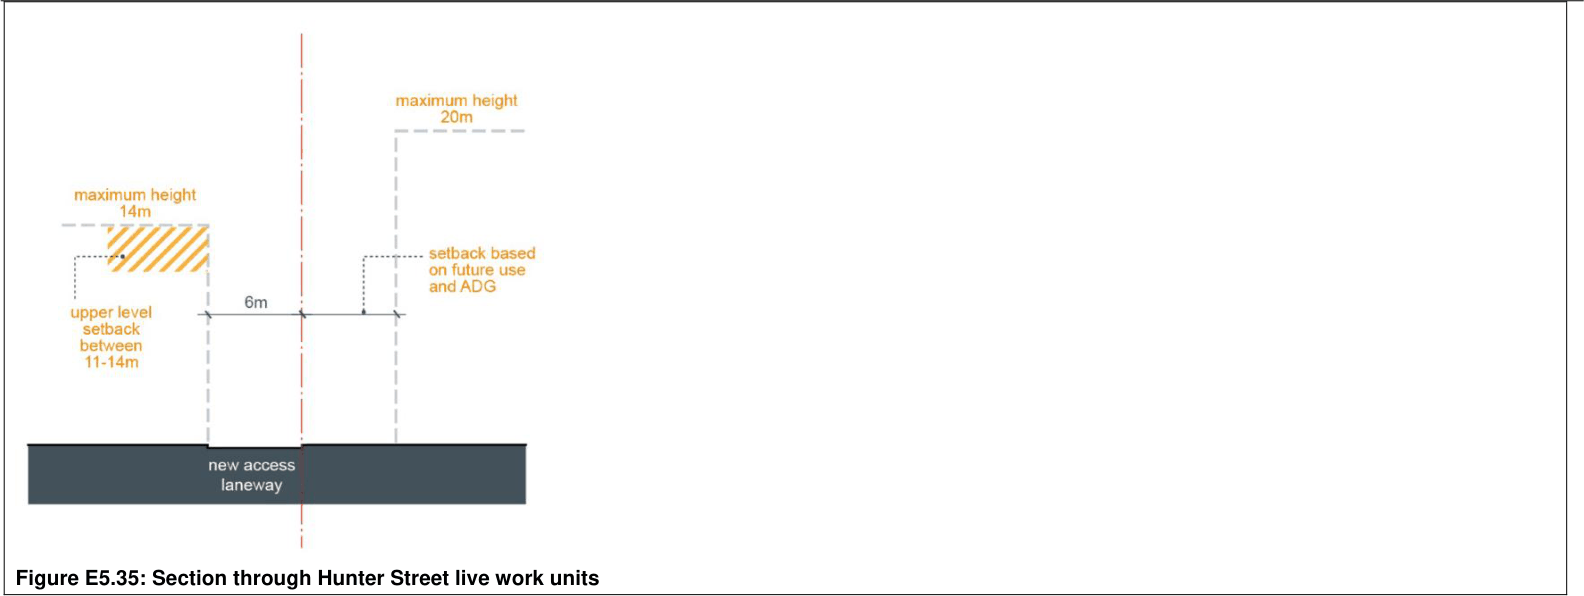 maximum height
20m
maximum height
14m
setback based
on future use
and ADG
6m
upper level
setback
between
11-14m
new access
laneway
Figure E5.35: Section through Hunter Street live work units